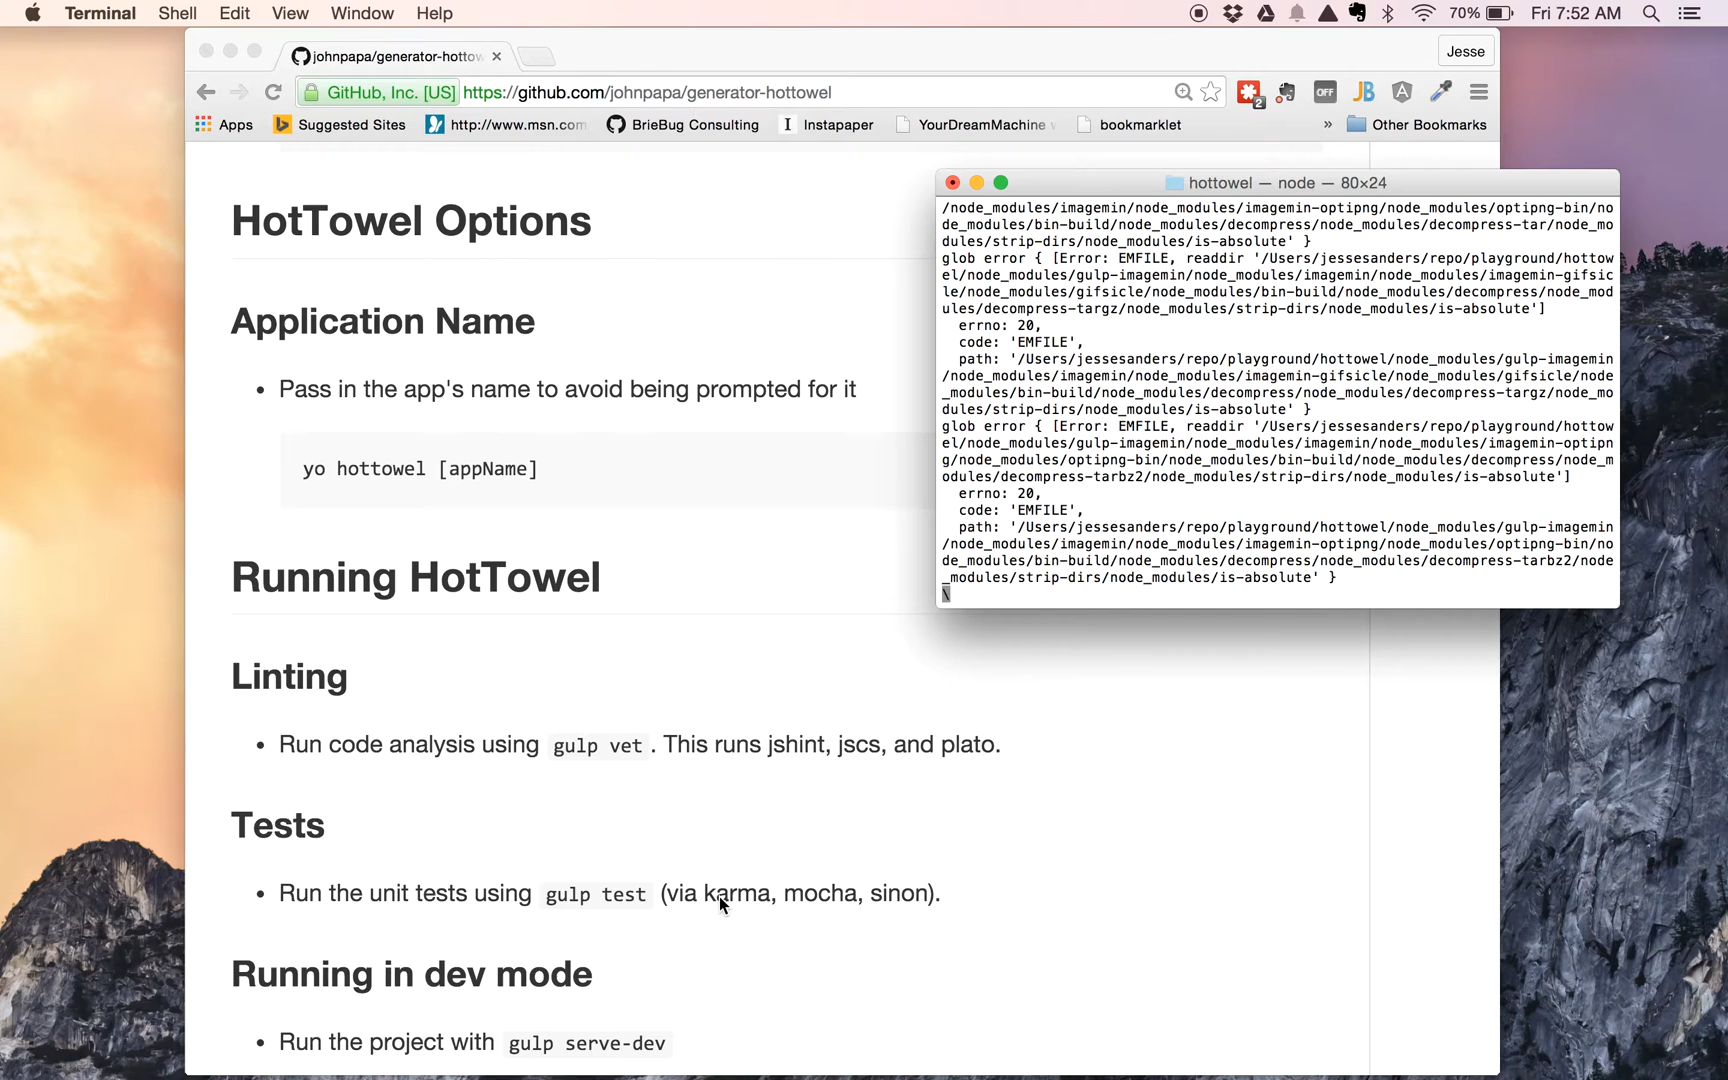 Terminal Shell Edit View Window Help 70% Fri 7:52 AM
johnpapa/generator-hottow
Jesse
GitHub, Inc. [US] https://github.com/johnpapa/generator-hottowel 2 OFF JB A
Apps Suggested Sites http://www.msn.com BrieBug Consulting I Instapaper YourDreamMachine bookmarklet » Other Bookmarks
HotTowel Options
Application Name
• Pass in the app's name to avoid being prompted for it
yo hottowel [appName]
Running HotTowel
Linting
• Run code analysis using gulp vet . This runs jshint, jscs, and plato.
Tests
• Run the unit tests using gulp test (via karma, mocha, sinon).
Running in dev mode
• Run the project with gulp serve-dev
hottowel — node — 80×24
/node_modules/imagemin/node_modules/imagemin-optipng/node_modules/optipng-bin/no
de_modules/bin-build/node_modules/decompress/node_modules/decompress-tar/node_mo
dules/strip-dirs/node_modules/is-absolute' }
glob error { [Error: EMFILE, readdir '/Users/jessesanders/repo/playground/hottow
el/node_modules/gulp-imagemin/node_modules/imagemin/node_modules/imagemin-gifsic
le/node_modules/gifsicle/node_modules/bin-build/node_modules/decompress/node_mod
ules/decompress-targz/node_modules/strip-dirs/node_modules/is-absolute']
errno: 20,
code: 'EMFILE',
path: '/Users/jessesanders/repo/playground/hottowel/node_modules/gulp-imagemin
/node_modules/imagemin/node_modules/imagemin-gifsicle/node_modules/gifsicle/node
_modules/bin-build/node_modules/decompress/node_modules/decompress-targz/node_mo
dules/strip-dirs/node_modules/is-absolute' }
glob error { [Error: EMFILE, readdir '/Users/jessesanders/repo/playground/hottow
el/node_modules/gulp-imagemin/node_modules/imagemin/node_modules/imagemin-optipn
g/node_modules/optipng-bin/node_modules/bin-build/node_modules/decompress/node_m
odules/decompress-tarbz2/node_modules/strip-dirs/node_modules/is-absolute']
errno: 20,
code: 'EMFILE',
path: '/Users/jessesanders/repo/playground/hottowel/node_modules/gulp-imagemin
/node_modules/imagemin/node_modules/imagemin-optipng/node_modules/optipng-bin/no
de_modules/bin-build/node_modules/decompress/node_modules/decompress-tarbz2/node
_modules/strip-dirs/node_modules/is-absolute' }
\